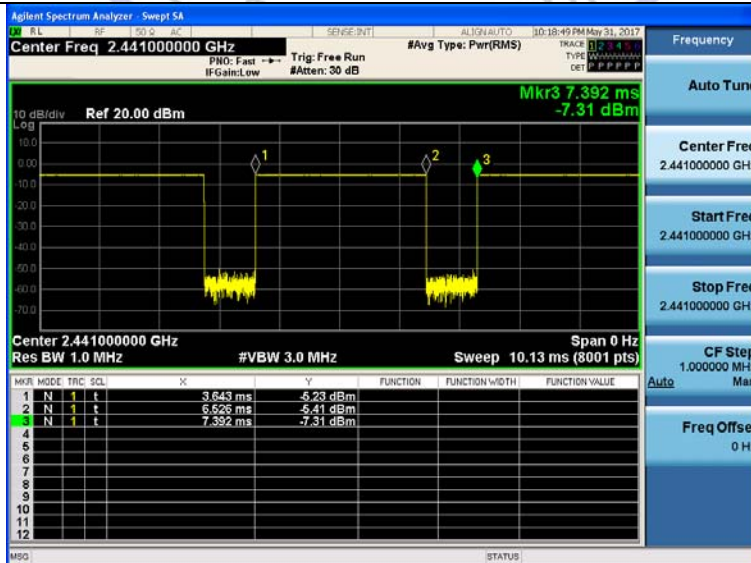 Agilent Spectrum Analyzer - Swept SA
RL RF 50 Ω AC SENSE:INT ALIGNAUTO 10:18:49 PM May 31, 2017
Center Freq 2.441000000 GHz #Avg Type: Pwr(RMS) TRACE 1 2 3 4 5 6
PNO: Fast Trig: Free Run TYPE
IFGain:Low #Atten: 30 dB DET P P P P P P
Mkr3 7.392 ms
10 dB/div Ref 20.00 dBm -7.31 dBm
Log
10.0
0.00
-10.0
-20.0
-30.0
-40.0
-50.0
-60.0
-70.0
1
2
3
Center 2.441000000 GHz Span 0 Hz
Res BW 1.0 MHz #VBW 3.0 MHz Sweep 10.13 ms (8001 pts)
MKR MODE TRC SCL X Y FUNCTION FUNCTION WIDTH FUNCTION VALUE
1 N 1 t 3.643 ms -5.23 dBm
2 N 1 t 6.526 ms -5.41 dBm
3 N 1 t 7.392 ms -7.31 dBm
4
5
6
7
8
9
10
11
12
MSG STATUS
Frequency
Auto Tun
Center Fre
2.441000000 GH
Start Fre
2.441000000 GH
Stop Fre
2.441000000 GH
CF Step
1.000000 MH
Auto Ma
Freq Offse
0 H